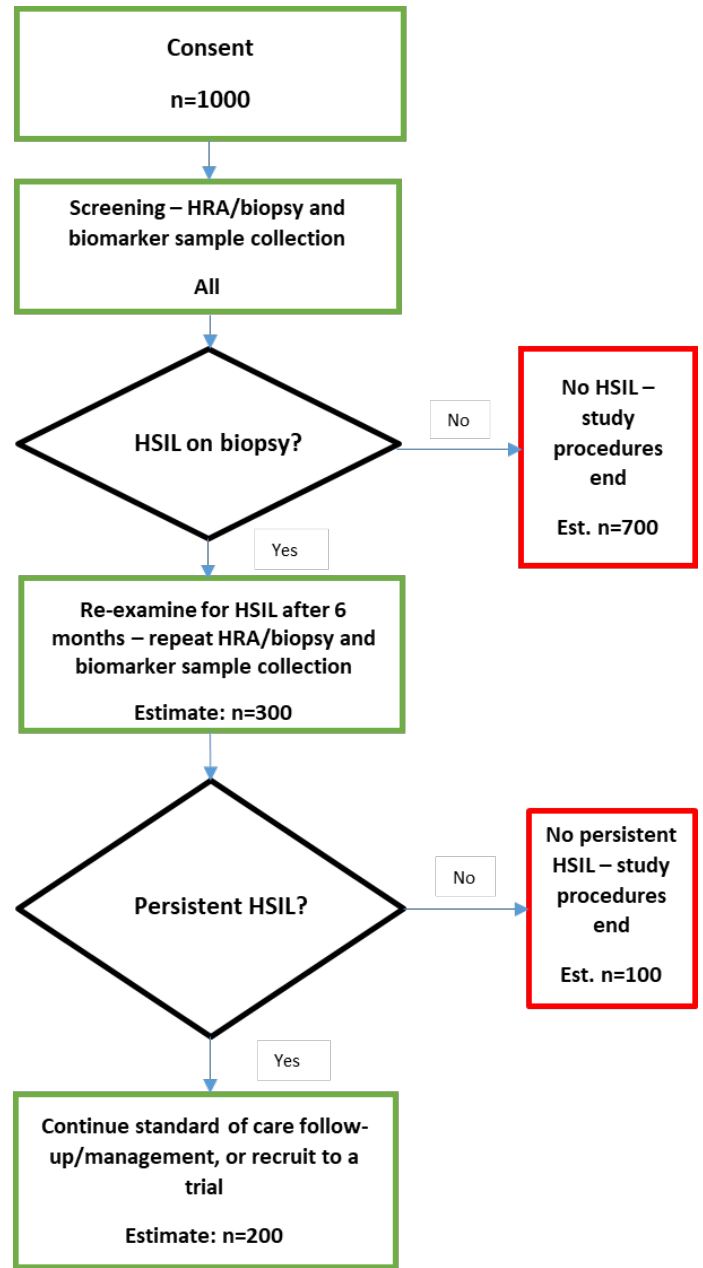 Consent
n=1000
Screening – HRA/biopsy and
biomarker sample collection
All
HSIL on biopsy?
No
No HSIL –
study
procedures
end
Est. n=700
Yes
Re-examine for HSIL after 6
months – repeat HRA/biopsy and
biomarker sample collection
Estimate: n=300
Persistent HSIL?
No
No persistent
HSIL – study
procedures
end
Est. n=100
Yes
Continue standard of care follow-
up/management, or recruit to a
trial
Estimate: n=200